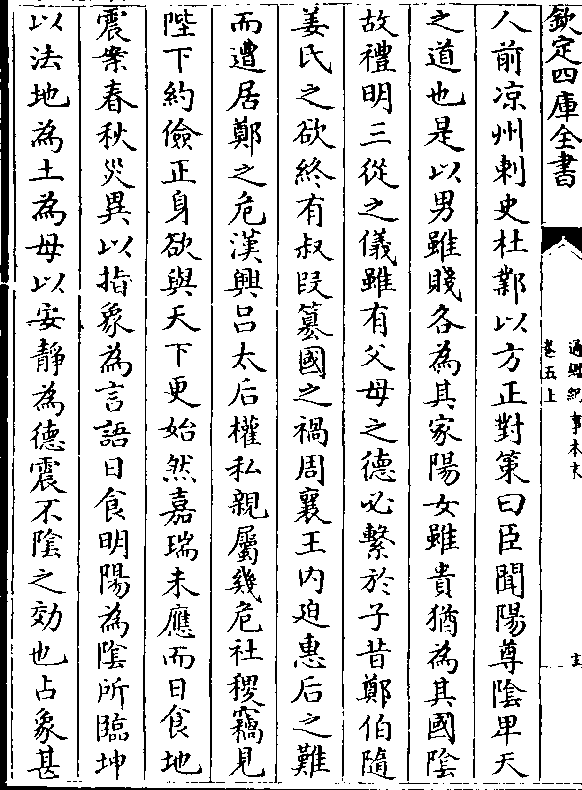 欽定四庫全書
通鑑紀事本末
卷五上
人前凉州刺史杜鄴以方正對策曰臣聞陽尊陰卑天
之道也是以男雖賤各為其家陽女雖貴猶為其國陰
故禮明三從之儀雖有父母之德必繫於子昔鄭伯隨
姜氏之欲終有叔段簒國之禍周襄王内迫惠后之難
而遭居鄭之危漢興吕太后權私親屬幾危社稷竊見
陛下約儉正身欲與天下更始然嘉瑞未應而日食地
震案春秋災異以指象為言語日食明陽為陰所臨坤
以法地為土為母以安靜為德震不陰之効也占象甚